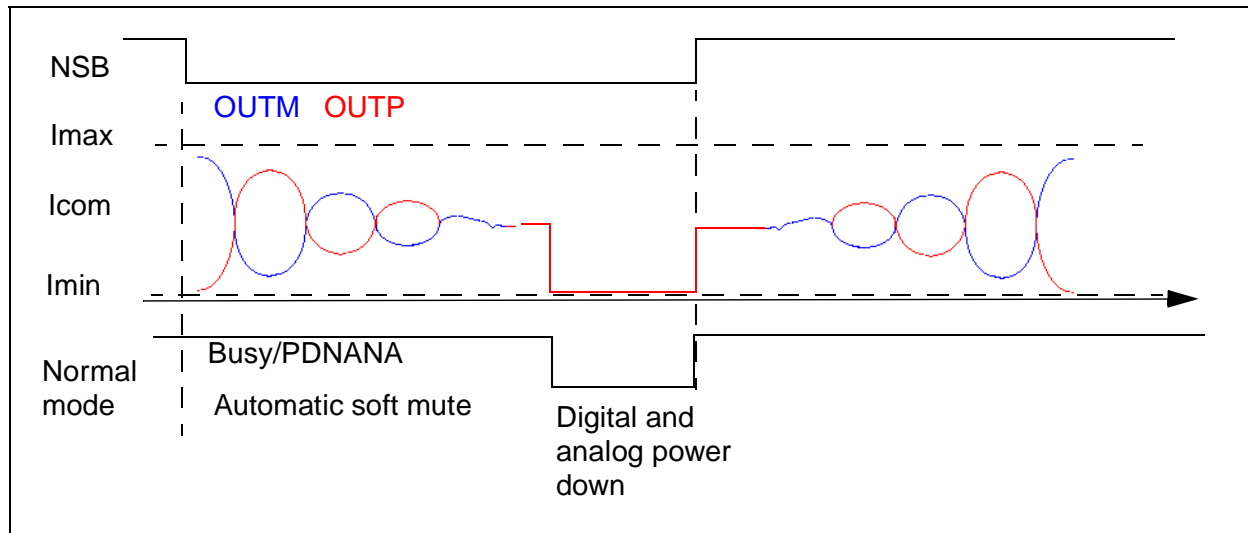 NSB
OUTM OUTP
Imax
Icom
Imin
Busy/PDNANA
Normal
mode
Automatic soft mute
Digital and
analog power
down